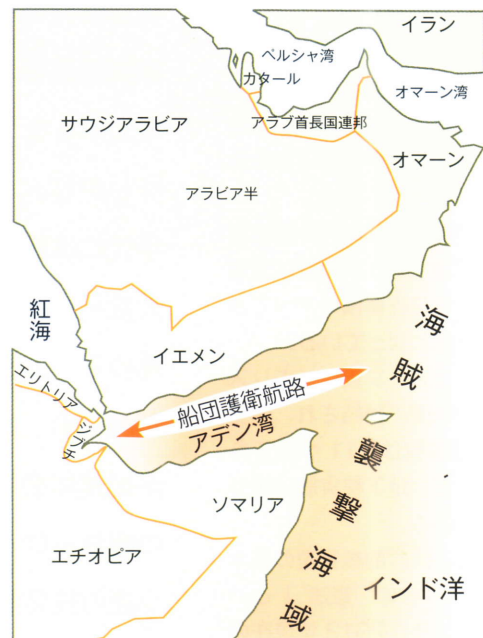 イラン
ペルシャ湾
カタール
オマーン湾
サウジアラビア
アラブ首長国連邦
オマーン
アラビア半
紅海
イエメン
海賊襲撃海域
エリトリア
船団護衛航路
ジブチ
アデン湾
ソマリア
エチオピア
インド洋